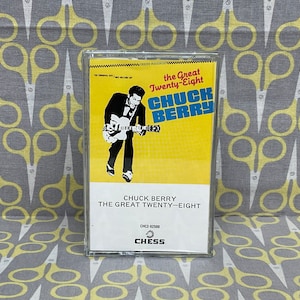 the Great
Twenty-Eight
CHUCK
BERRY
CHUCK BERRY
THE GREAT TWENTY–EIGHT
CHESS